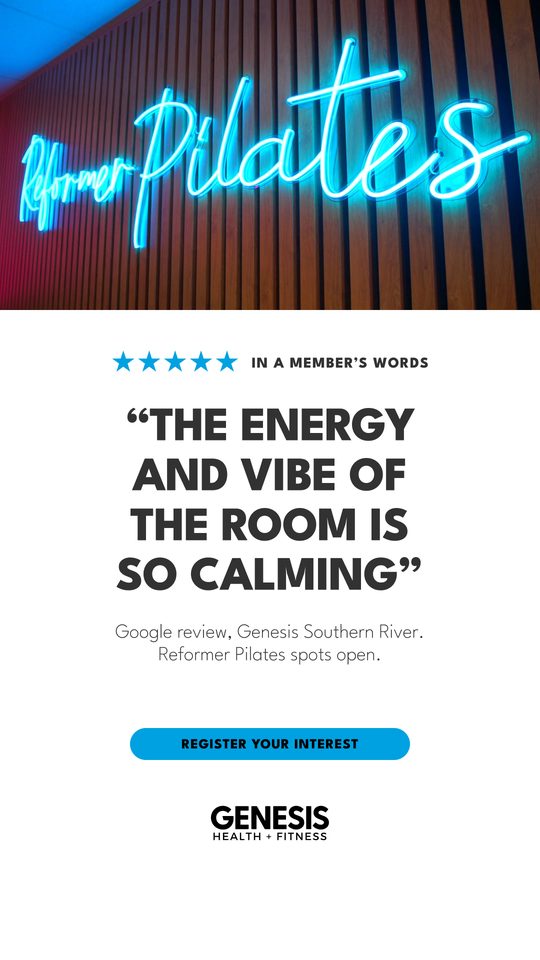 Reformer Pilates
IN A MEMBER’S WORDS
“THE ENERGY
AND VIBE OF
THE ROOM IS
SO CALMING”
Google review, Genesis Southern River.
Reformer Pilates spots open.
REGISTER YOUR INTEREST
GENESIS
HEALTH + FITNESS